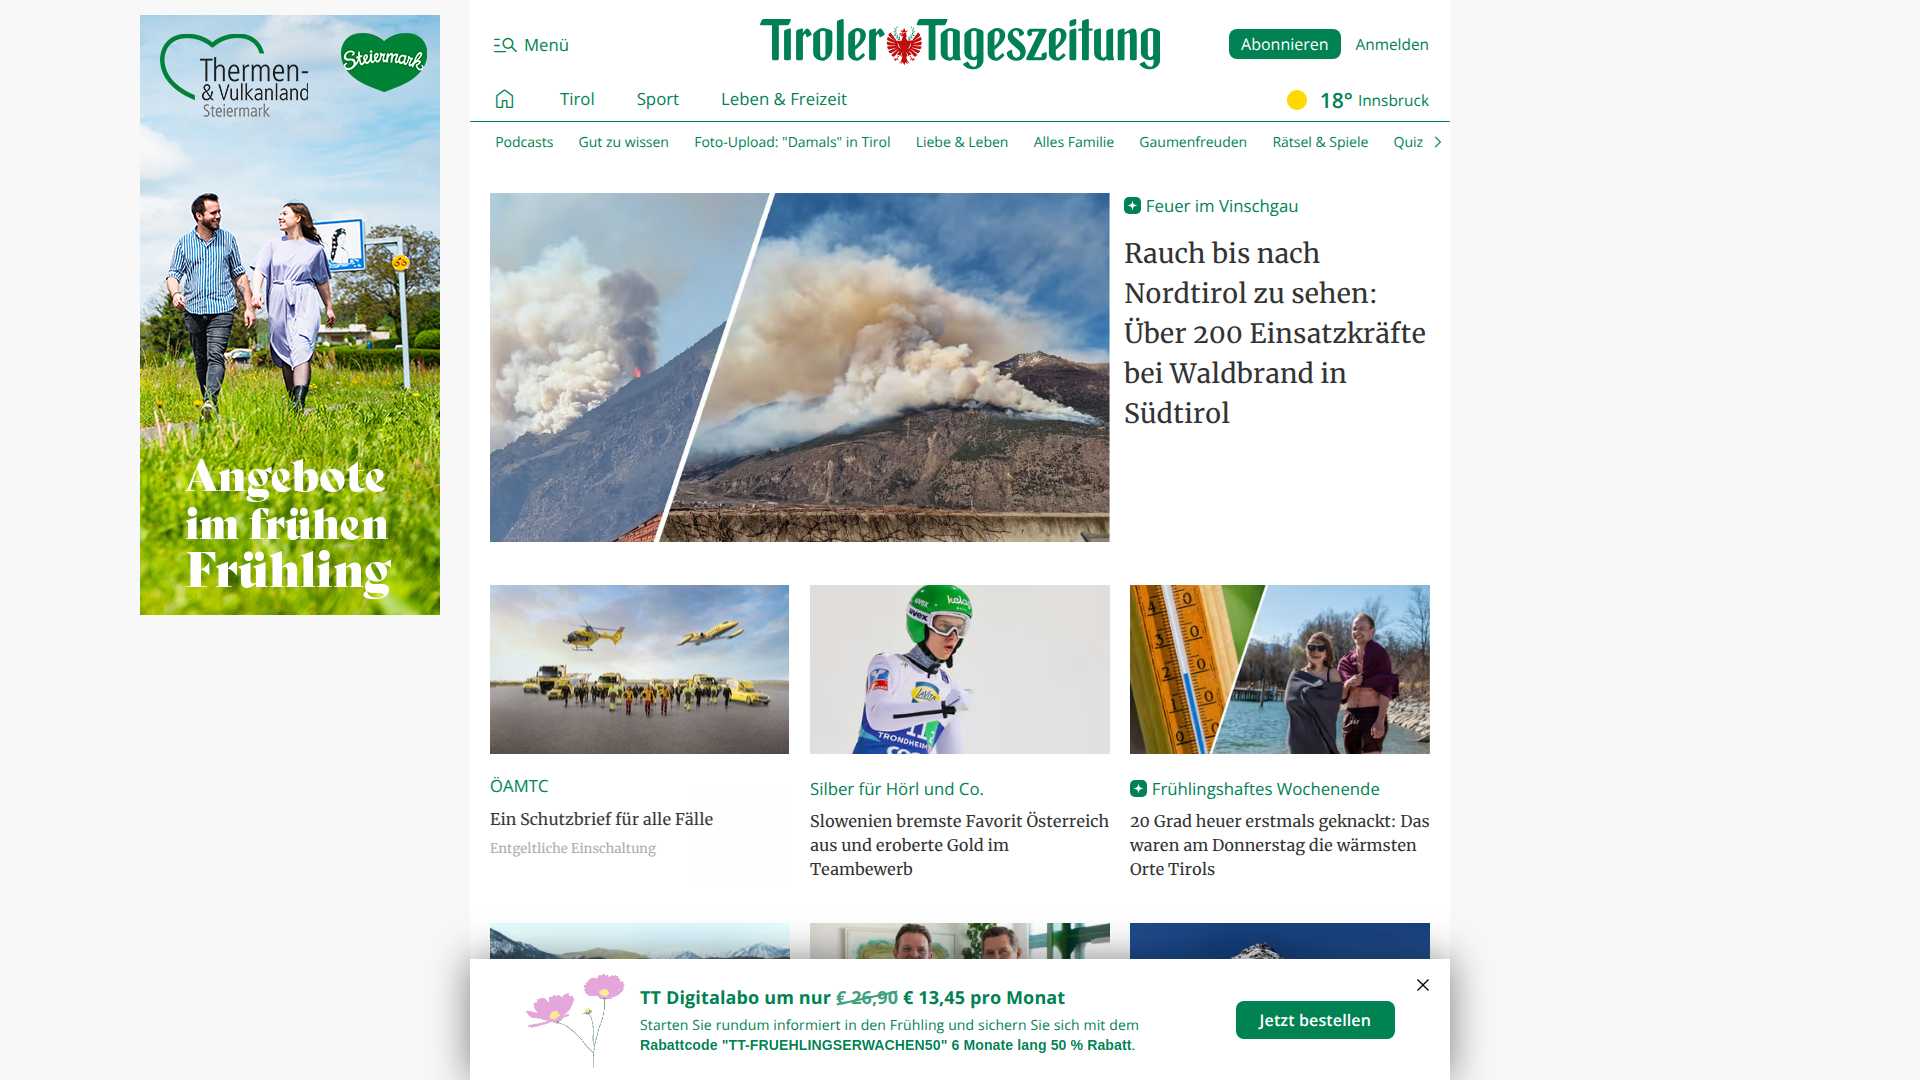 Thermen-
& Vulkanland
Steiermark
Steiermark
Angebote
im frühen
Frühling
Menü
Tiroler Tageszeitung
Abonnieren
Anmelden
Tirol
Sport
Leben & Freizeit
18° Innsbruck
Podcasts
Gut zu wissen
Foto-Upload: "Damals" in Tirol
Liebe & Leben
Alles Familie
Gaumenfreuden
Rätsel & Spiele
Quiz
Feuer im Vinschgau
Rauch bis nach
Nordtirol zu sehen:
Über 200 Einsatzkräfte
bei Waldbrand in
Südtirol
uvex
TRONDHEIM
ÖAMTC
Ein Schutzbrief für alle Fälle
Entgeltliche Einschaltung
Silber für Hörl und Co.
Slowenien bremste Favorit Österreich
aus und eroberte Gold im
Teambewerb
Frühlingshaftes Wochenende
20 Grad heuer erstmals geknackt: Das
waren am Donnerstag die wärmsten
Orte Tirols
TT Digitalabo um nur € 26,90 € 13,45 pro Monat
Starten Sie rundum informiert in den Frühling und sichern Sie sich mit dem
Rabattcode "TT-FRUEHLINGSERWACHEN50" 6 Monate lang 50 % Rabatt.
Jetzt bestellen